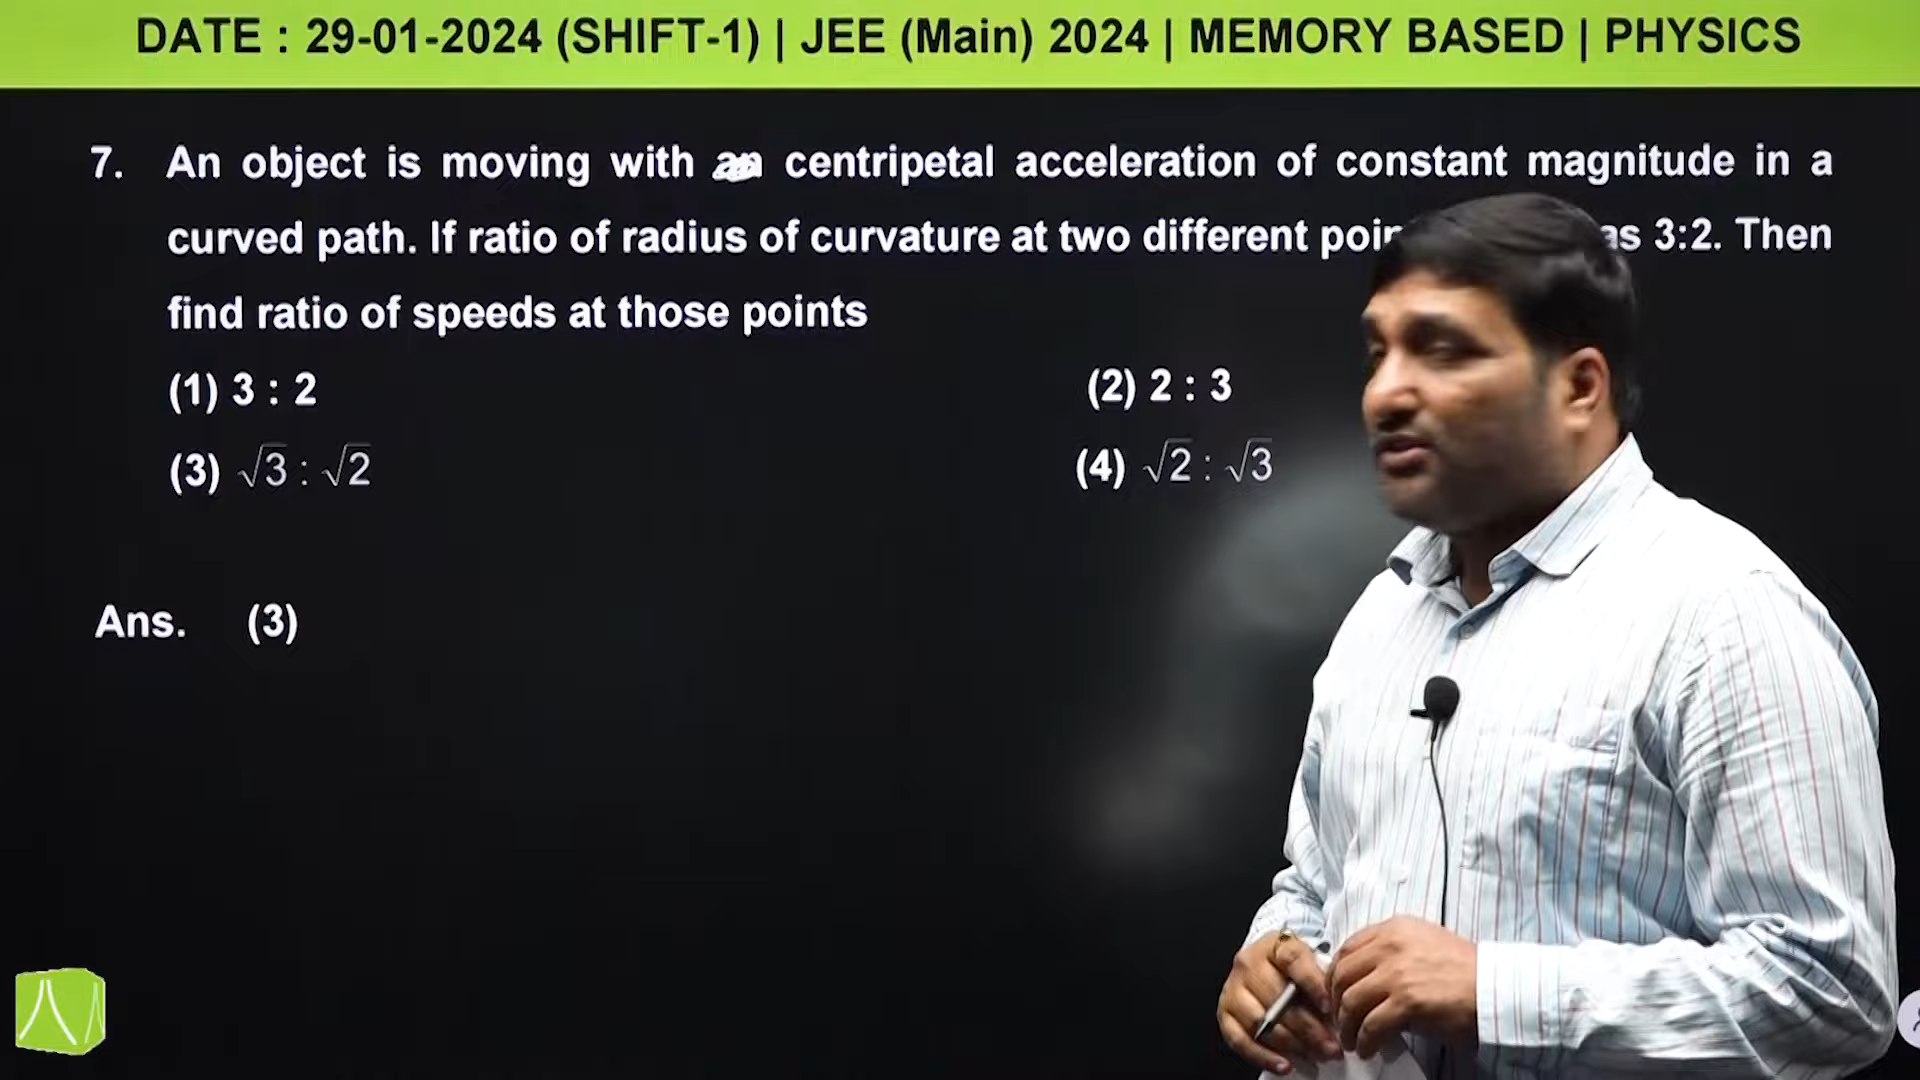 DATE : 29-01-2024 (SHIFT-1) | JEE (Main) 2024 | MEMORY BASED | PHYSICS
7. An object is moving with centripetal acceleration of constant magnitude in a
curved path. If ratio of radius of curvature at two different 3:2. Then
find ratio of speeds at those points
(1) 3 : 2 (2) 2 : 3
(3) √3 : √2 (4) √2 : √3
Ans. (3)